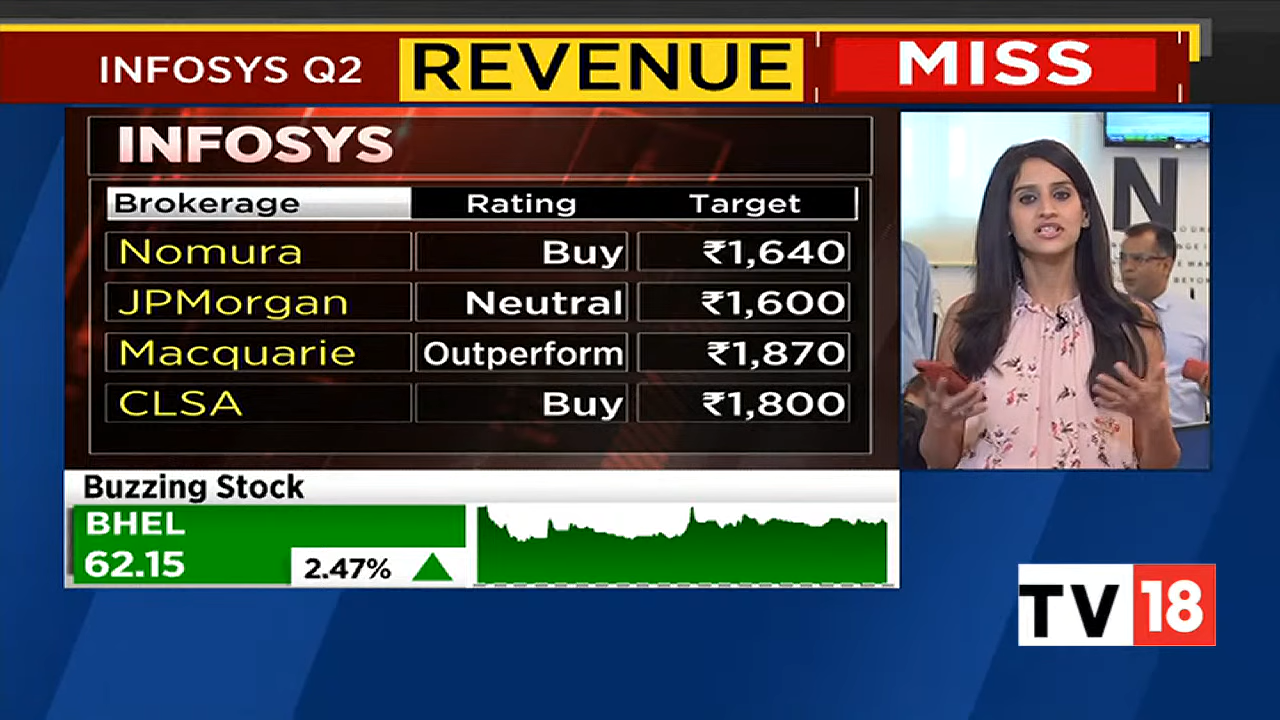 INFOSYS Q2 REVENUE MISS
INFOSYS
Brokerage Rating Target
Nomura Buy ₹1,640
JPMorgan Neutral ₹1,600
Macquarie Outperform ₹1,870
CLSA Buy ₹1,800
Buzzing Stock
BHEL
62.15 2.47%
N
TV18